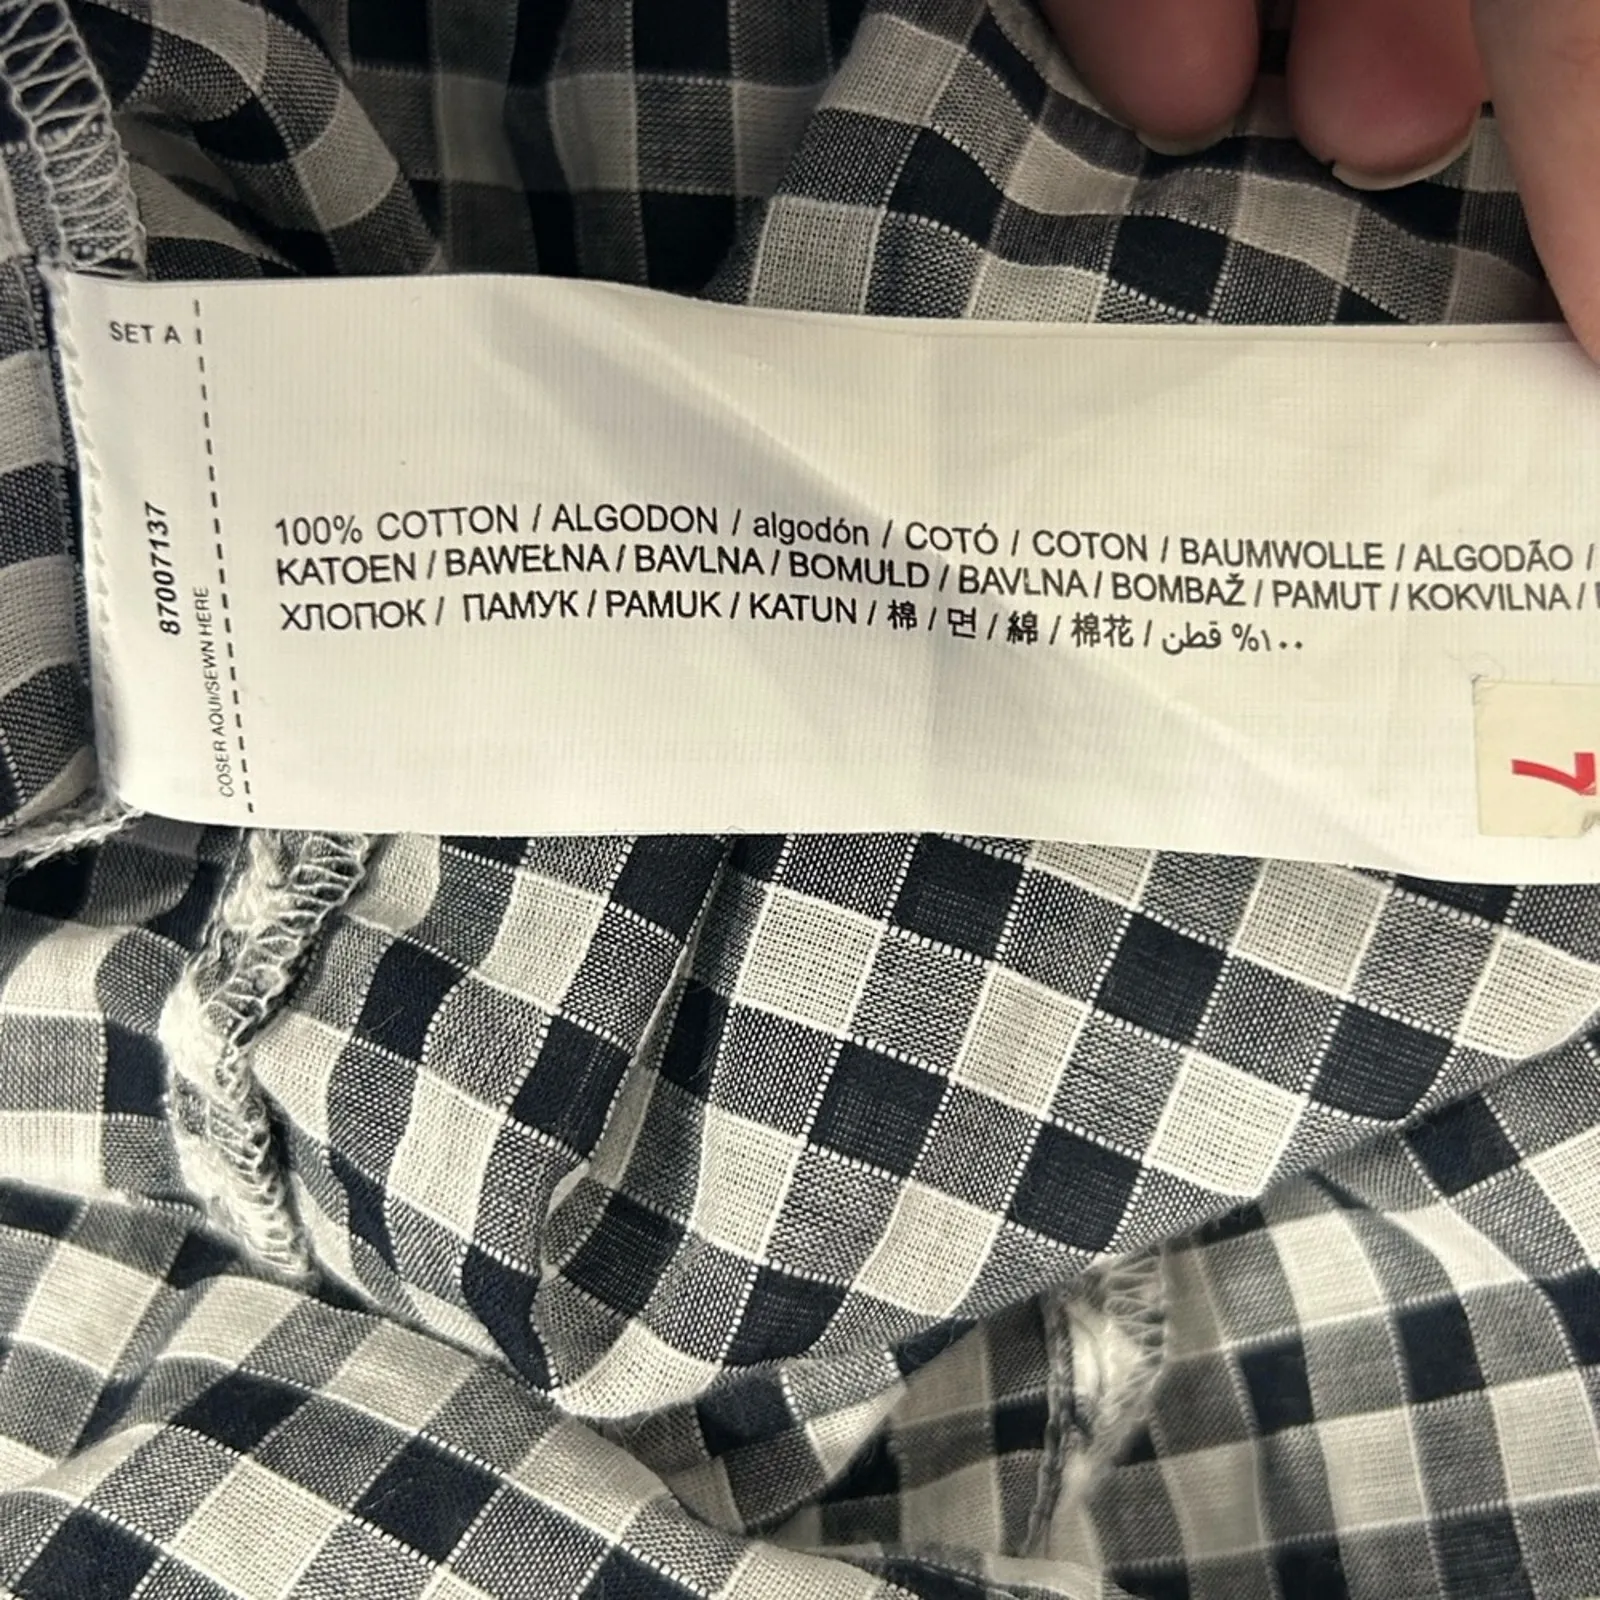 SET A
87007137
COSER AQUI/SEWN HERE
100% COTTON / ALGODON / algodón / COTÓ / COTON / BAUMWOLLE / ALGODÃO /
KATOEN / BAWEŁNA / BAVLNA / BOMULD / BAVLNA / BOMBAŽ / PAMUT / KOKVILNA /
ХЛОПОК / ПАМУК / PAMUK / KATUN / 棉 / 면 / 綿 / 棉花 / قطن %١٠٠
7